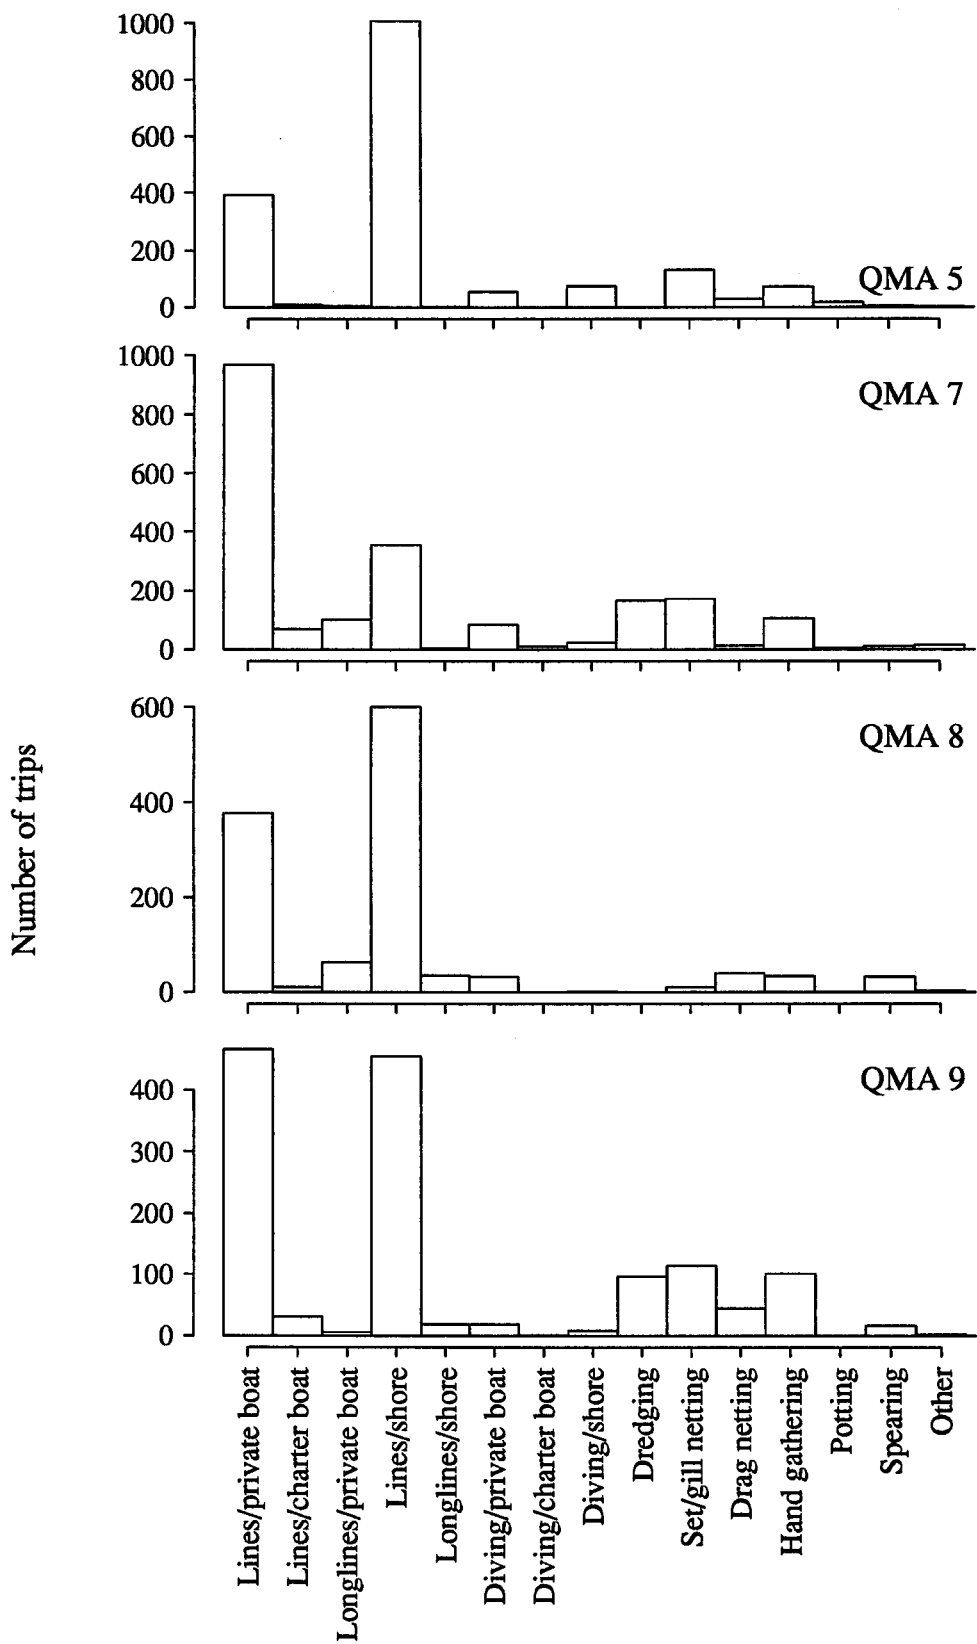 1000
800
600
400
200
0
QMA 5
1000
800
600
400
200
0
QMA 7
600
400
200
0
QMA 8
400
300
200
100
0
QMA 9
Number of trips
Lines/private boat
Lines/charter boat
Longlines/private boat
Lines/shore
Longlines/shore
Diving/private boat
Diving/charter boat
Diving/shore
Dredging
Set/gill netting
Drag netting
Hand gathering
Potting
Spearing
Other